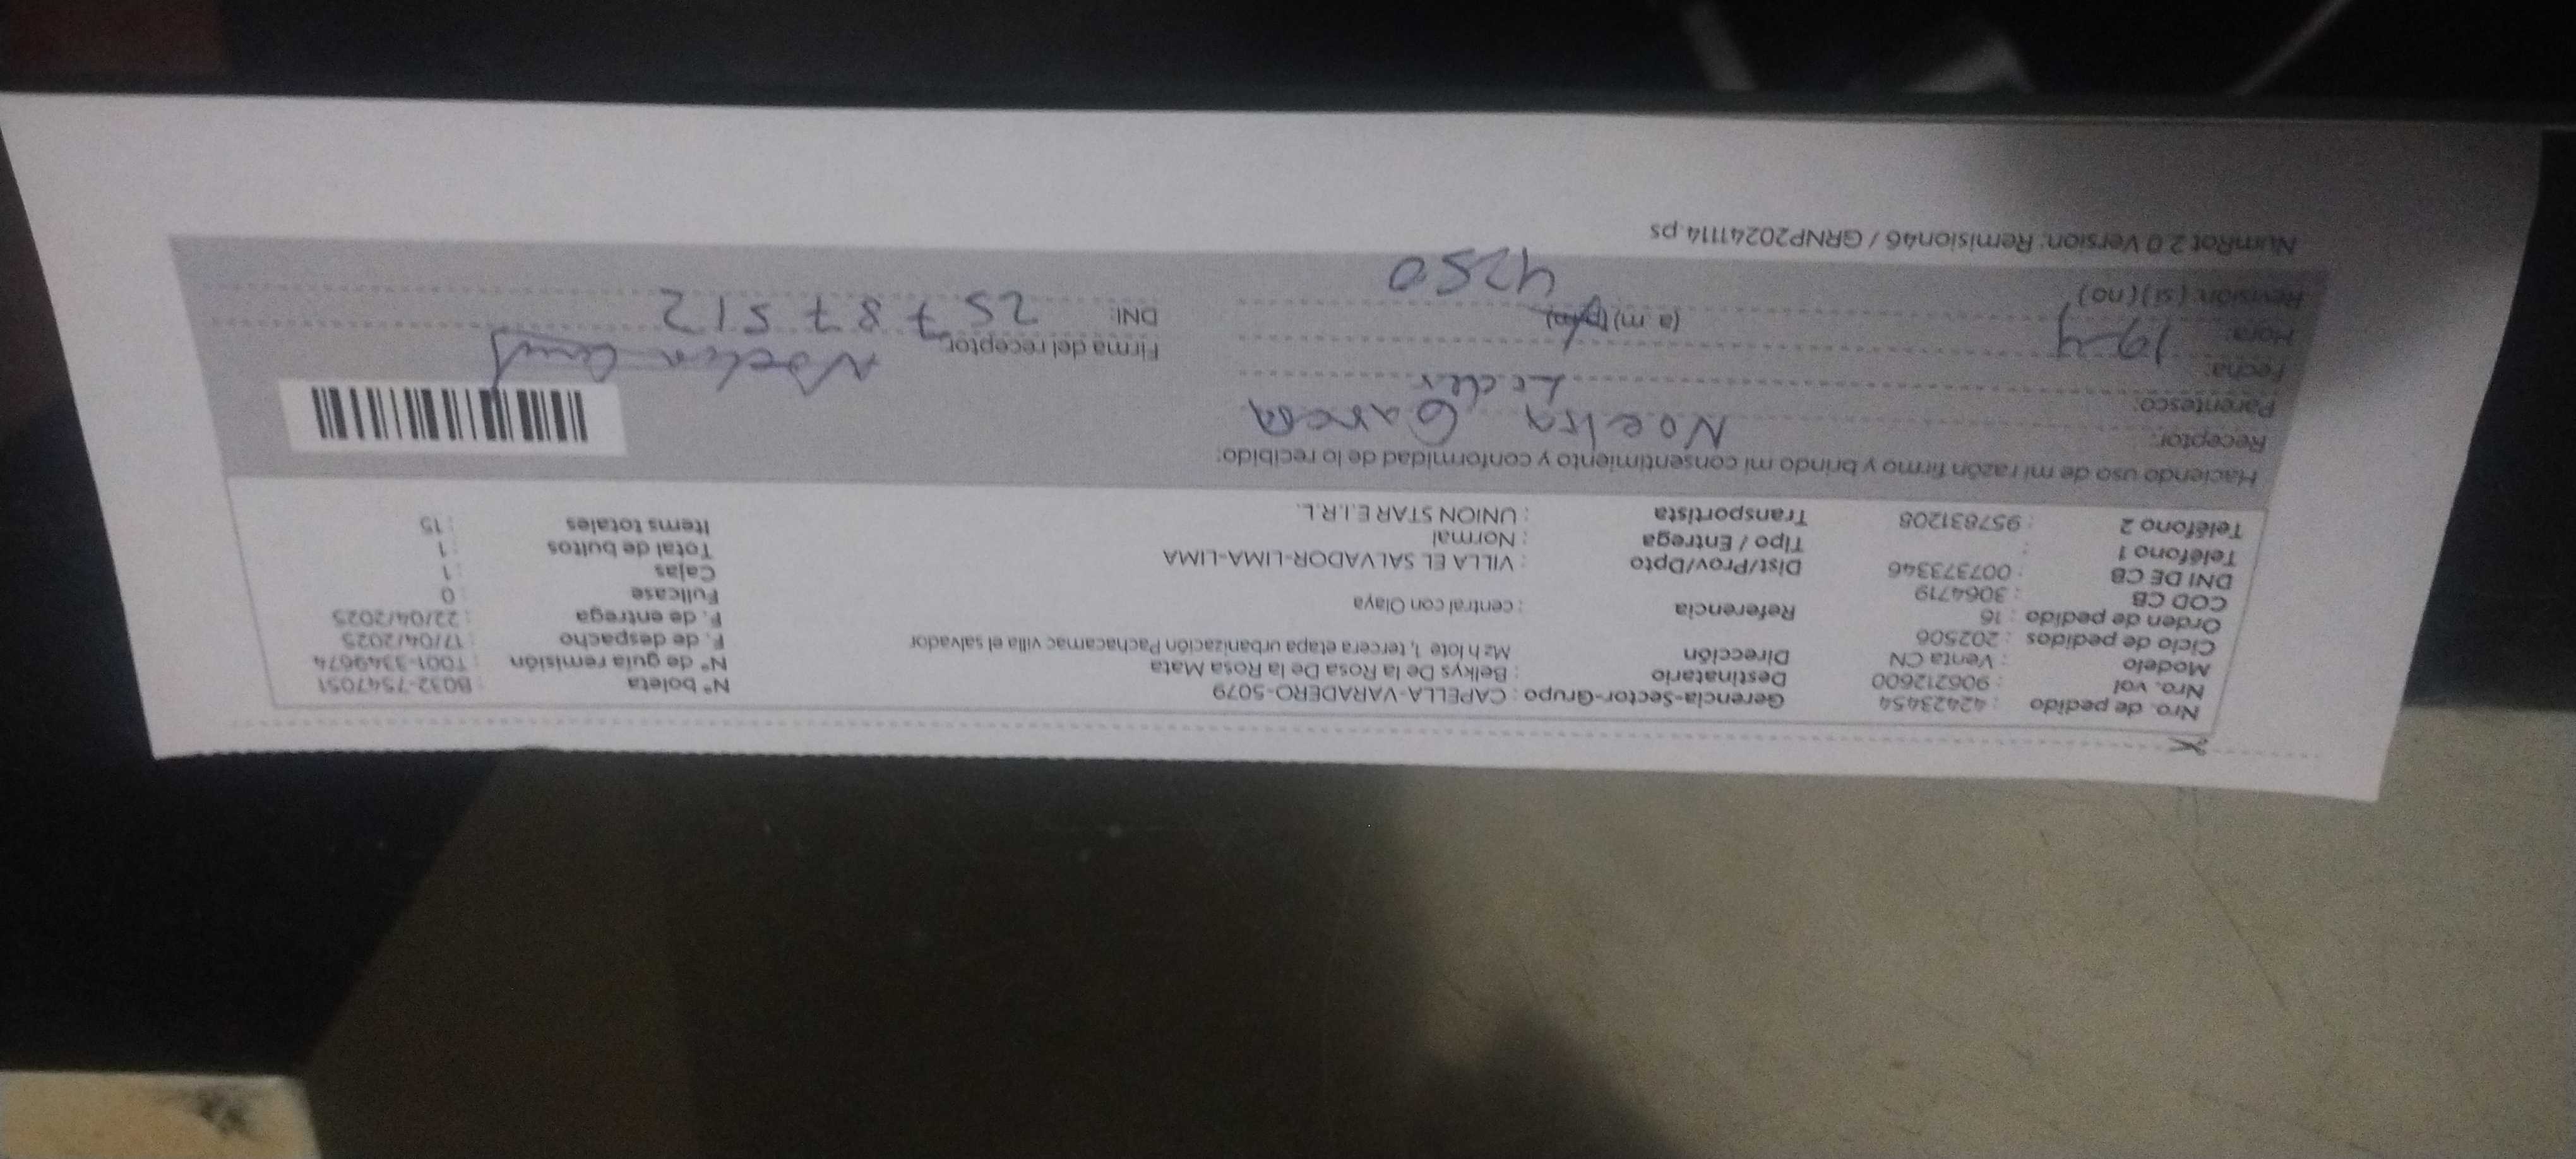 Nro. de pedido : 42423454 Gerencia-Sector-Grupo : CAPELLA-VARADERO-5079 N° boleta : B032-7547051
Nro. vol : 906212600 Destinatario : Belkys De la Rosa De la Rosa Mata N° de guía remisión : T001-3349674
Modelo : Venta CN Dirección Mz h lote 1, tercera etapa urbanización Pachacamac villa el salvador F. de despacho : 17/04/2025
Ciclo de pedidos : 202506 F. de entrega : 22/04/2025
Orden de pedido : 16 Referencia : central con Olaya Fullcase : 0
COD CB : 3064719 Cajas : 1
DNI DE CB : 007373346 Dist/Prov/Dpto : VILLA EL SALVADOR-LIMA-LIMA Total de bultos : 1
Teléfono 1 : Tipo / Entrega : Normal Items totales : 15
Teléfono 2 : 957831208 Transportista : UNION STAR E.I.R.L.
Haciendo uso de mi razón firmo y brindo mi consentimiento y conformidad de lo recibido:
Receptor: Noelia Garcia
Parentesco: Lider
Fecha: 19-4 Firma del receptor:
Hora: (a m) (p m) DNI: 25787512
Revisión: (si) (no) 4250
NumRot 2.0 Versión: Remision46 / GRNP20241114.ps